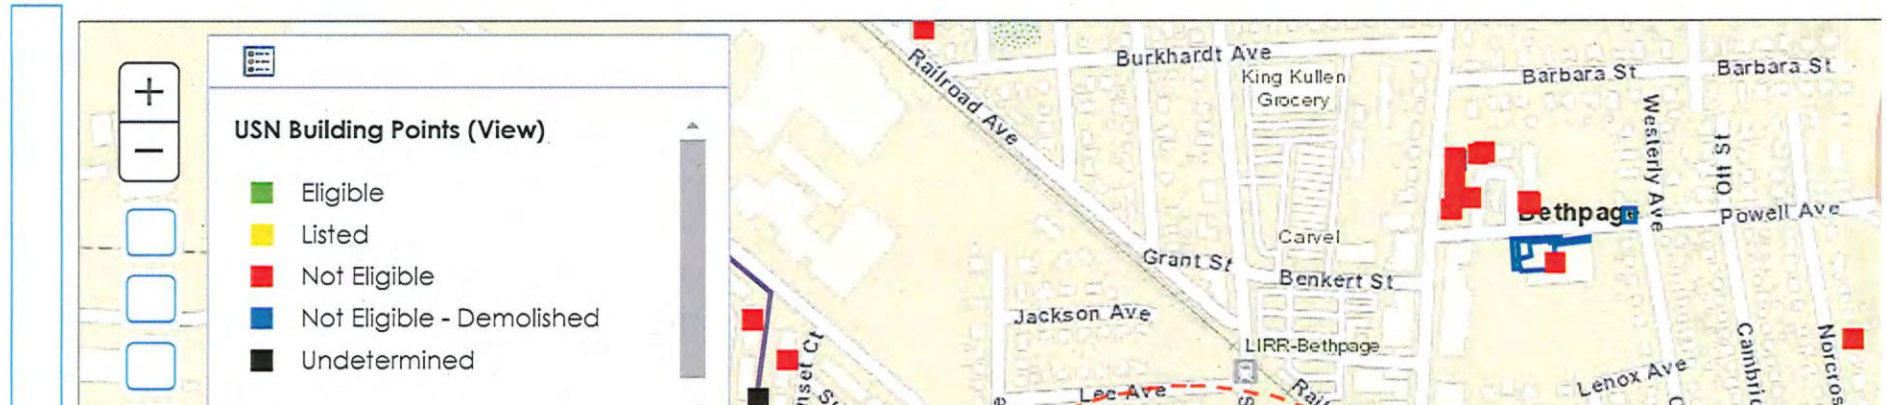 +
−
USN Building Points (View)
Eligible
Listed
Not Eligible
Not Eligible - Demolished
Undetermined
Railroad Ave
Burkhardt Ave
King Kullen
Grocery
Barbara St
Barbara St
Westerly Ave
Powell Ave
Bethpage
Carvel
Grant St
Benkert St
Jackson Ave
LIRR-Bethpage
Lee Ave
Lenox Ave